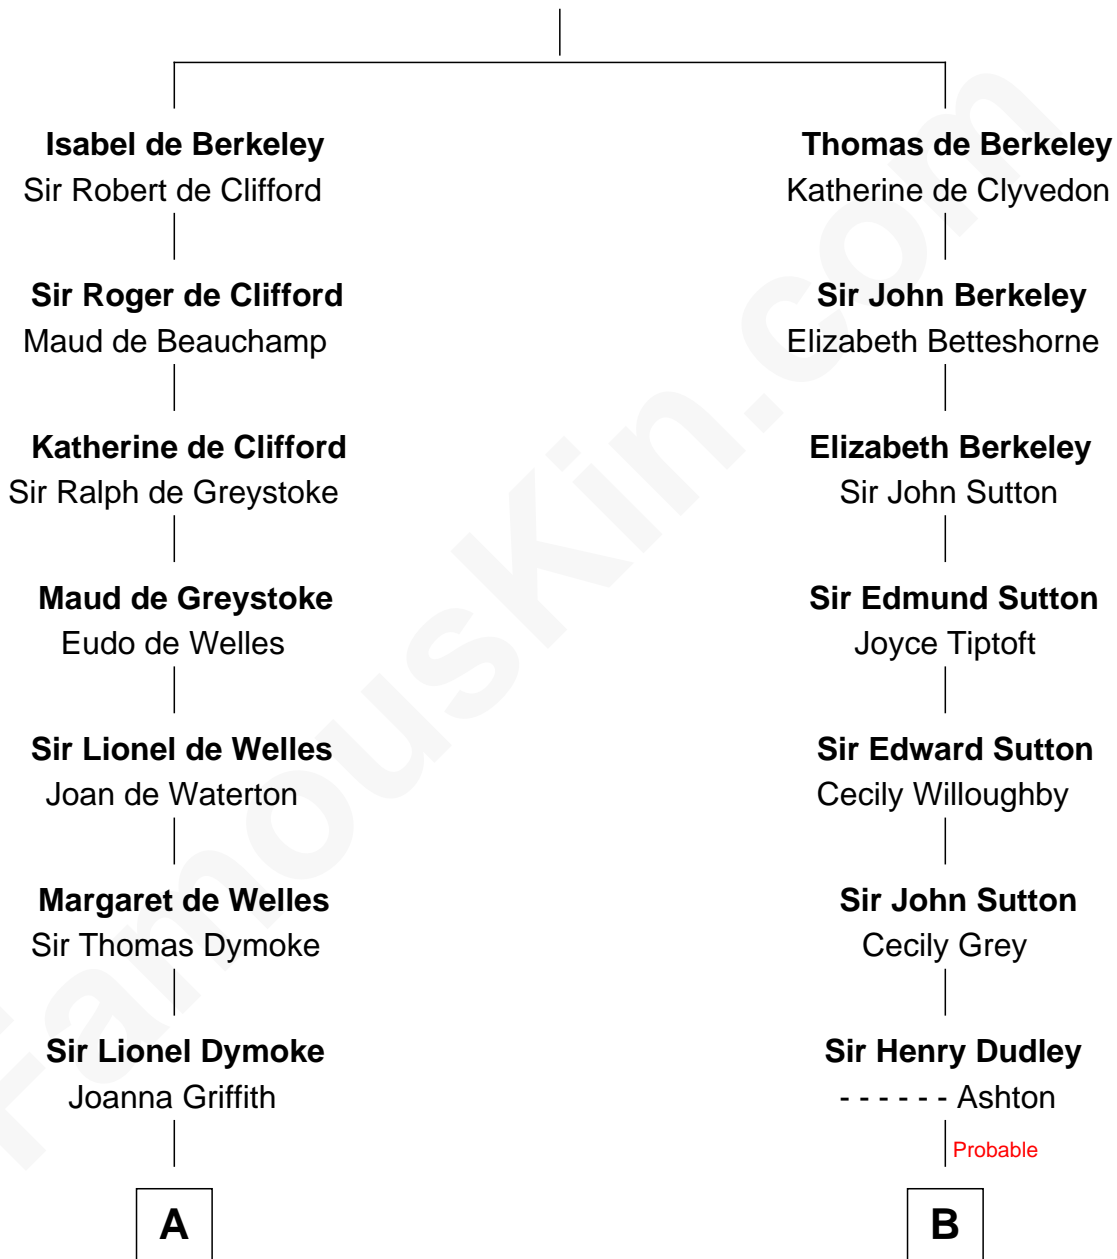 Isabel de Berkeley
Sir Robert de Clifford
Sir Roger de Clifford
Maud de Beauchamp
Katherine de Clifford
Sir Ralph de Greystoke
Maud de Greystoke
Eudo de Welles
Sir Lionel de Welles
Joan de Waterton
Margaret de Welles
Sir Thomas Dymoke
Sir Lionel Dymoke
Joanna Griffith
A
Thomas de Berkeley
Katherine de Clyvedon
Sir John Berkeley
Elizabeth Betteshorne
Elizabeth Berkeley
Sir John Sutton
Sir Edmund Sutton
Joyce Tiptoft
Sir Edward Sutton
Cecily Willoughby
Sir John Sutton
Cecily Grey
Sir Henry Dudley
- - - - - - Ashton
Probable
B
FamousKin.com